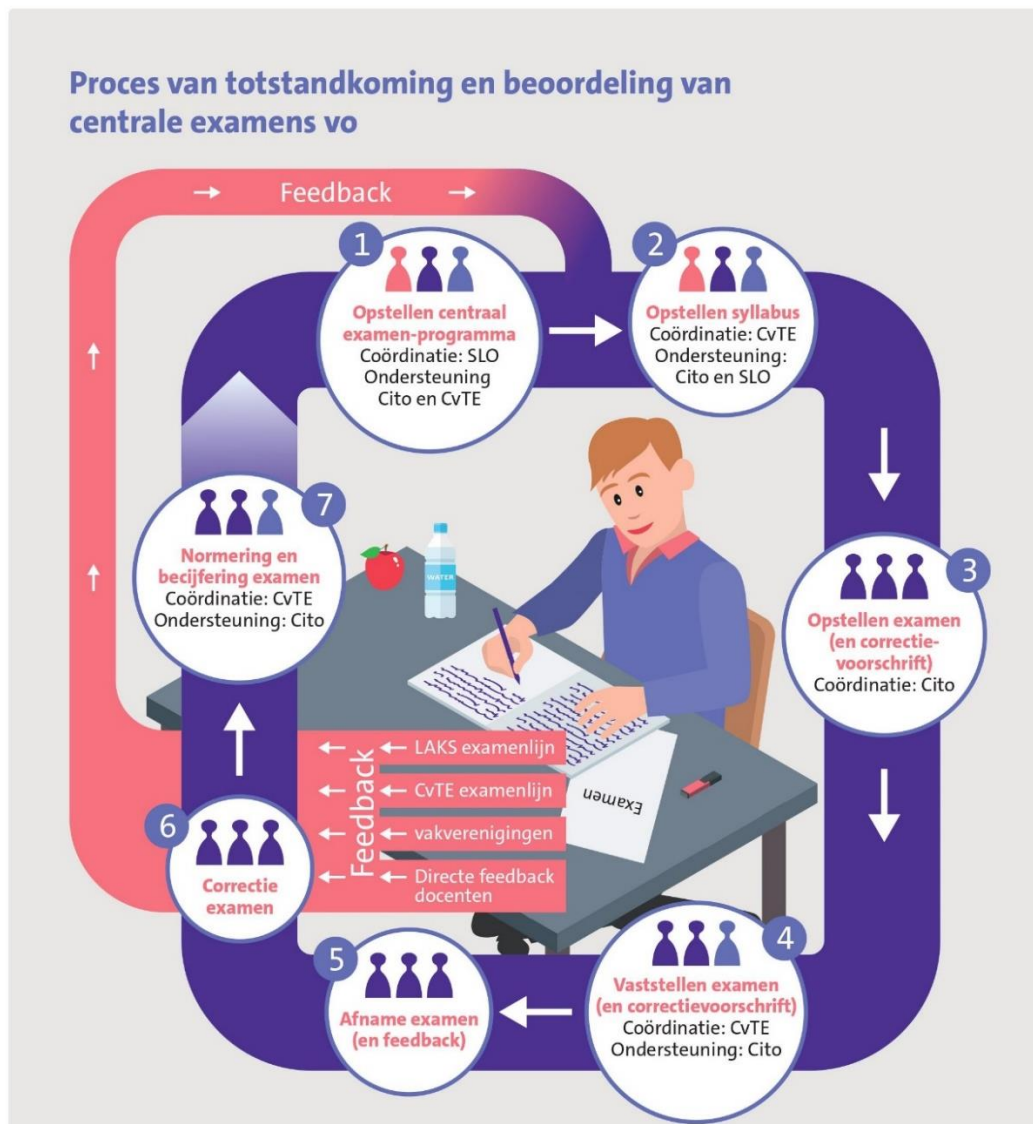 Proces van totstandkoming en beoordeling van
centrale examens vo
Feedback
1
Opstellen centraal
examen-programma
Coördinatie: SLO
Ondersteuning
Cito en CvTE
2
Opstellen syllabus
Coördinatie: CvTE
Ondersteuning:
Cito en SLO
3
Opstellen examen
(en correctie-
voorschrift)
Coördinatie: Cito
4
Vaststellen examen
(en correctievoorschrift)
Coördinatie: CvTE
Ondersteuning: Cito
5
Afname examen
(en feedback)
6
Correctie
examen
7
Normering en
becijfering examen
Coördinatie: CvTE
Ondersteuning: Cito
Feedback
LAKS examenlijn
CvTE examenlijn
vakverenigingen
Directe feedback
docenten
WATER
Examen